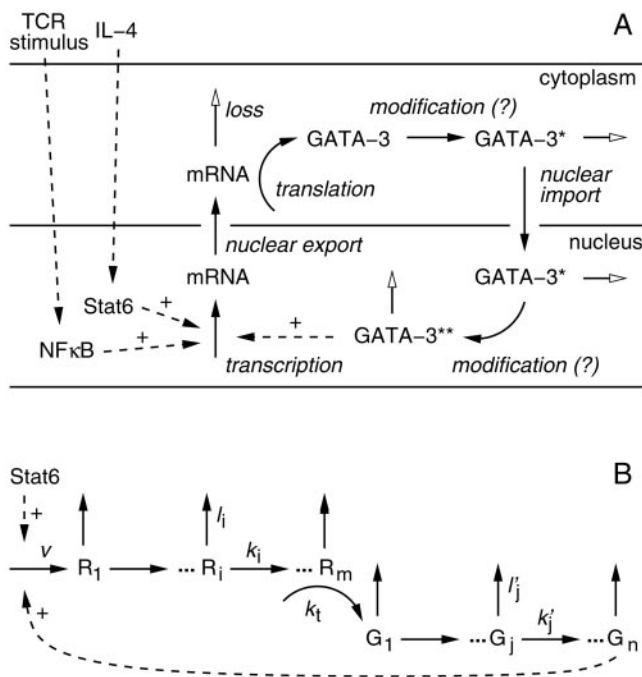 TCR
stimulus
IL-4
A
cytoplasm
loss
modification (?)
GATA-3
GATA-3*
mRNA
translation
nuclear
import
nuclear export
nucleus
mRNA
GATA-3*
Stat6
+
+
NFκB
+
GATA-3**
transcription
modification (?)
B
Stat6
+
v
R1
li
ki
... Ri
... Rm
+
kt
G1
l'j
k'j
... Gj
... Gn